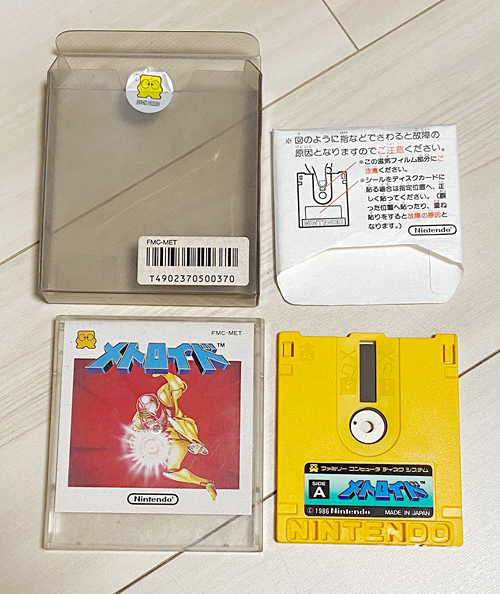 DISK CARD
FMC-MET
T4902370500370
※図のように指などでさわると故障の
原因となりますのでご注意ください。
※この磁気フィルム部分にご
注意ください。
※シールをディスクカードに
貼る場合は指定位置へ、正
しく貼ってください。(誤
った位置へ貼ったり、重ね
貼りをすると故障の原因と
なります。)
NINTENDO
Nintendo®
FMC-MET
メトロイド™
Nintendo®
ファミリー コンピュータ ディスク システム
SIDE
A
メトロイド™
©1986 Nintendo
MADE IN JAPAN
NINTENDO